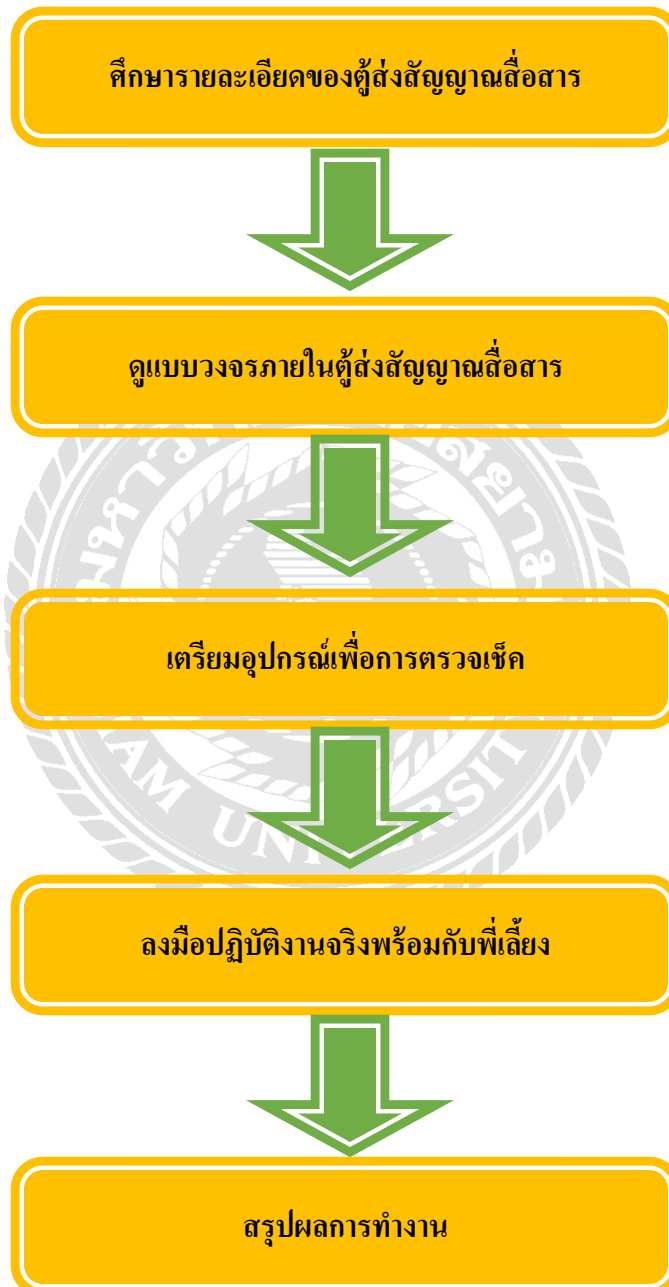 ศึกษารายละเอียดของตู้ส่งสัญญาณสื่อสาร
ดูแบบวงจรภายในตู้ส่งสัญญาณสื่อสาร
เตรียมอุปกรณ์เพื่อการตรวจเช็ค
AM UNIVERSIT
ลงมือปฏิบัติงานจริงพร้อมกับพี่เลี้ยง
สรุปผลการทำงาน